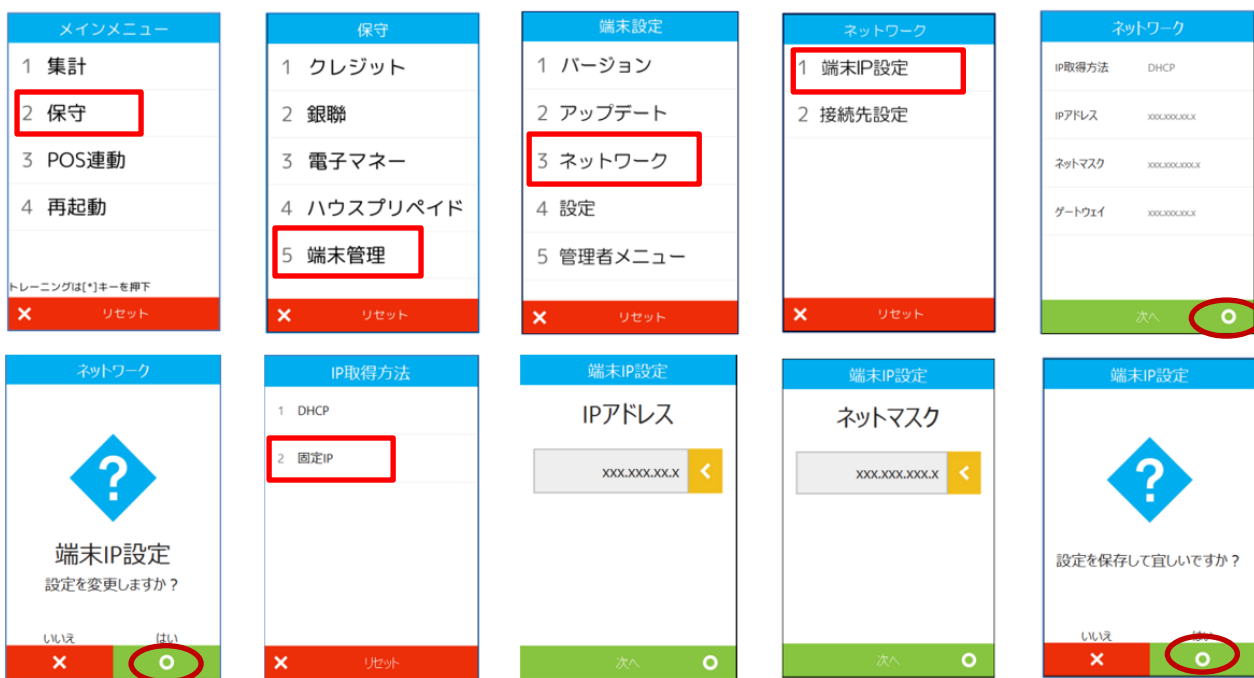 メインメニュー
1 集計
2 保守
3 POS連動
4 再起動
トレーニングは[*]キーを押下
× リセット
保守
1 クレジット
2 銀聯
3 電子マネー
4 ハウスプリペイド
5 端末管理
× リセット
端末設定
1 バージョン
2 アップデート
3 ネットワーク
4 設定
5 管理者メニュー
× リセット
ネットワーク
1 端末IP設定
2 接続先設定
× リセット
ネットワーク
IP取得方法 DHCP
IPアドレス xxx.xxx.xx.x
ネットマスク xxx.xxx.xxx.x
ゲートウェイ xxx.xxx.xx.x
次へ
ネットワーク
?
端末IP設定
設定を変更しますか？
いいえ はい
×
IP取得方法
1 DHCP
2 固定IP
× リセット
端末IP設定
IPアドレス
xxx.xxx.xx.x <
次へ
端末IP設定
ネットマスク
xxx.xxx.xxx.x <
次へ
端末IP設定
?
設定を保存して宜しいですか？
いいえ はい
×